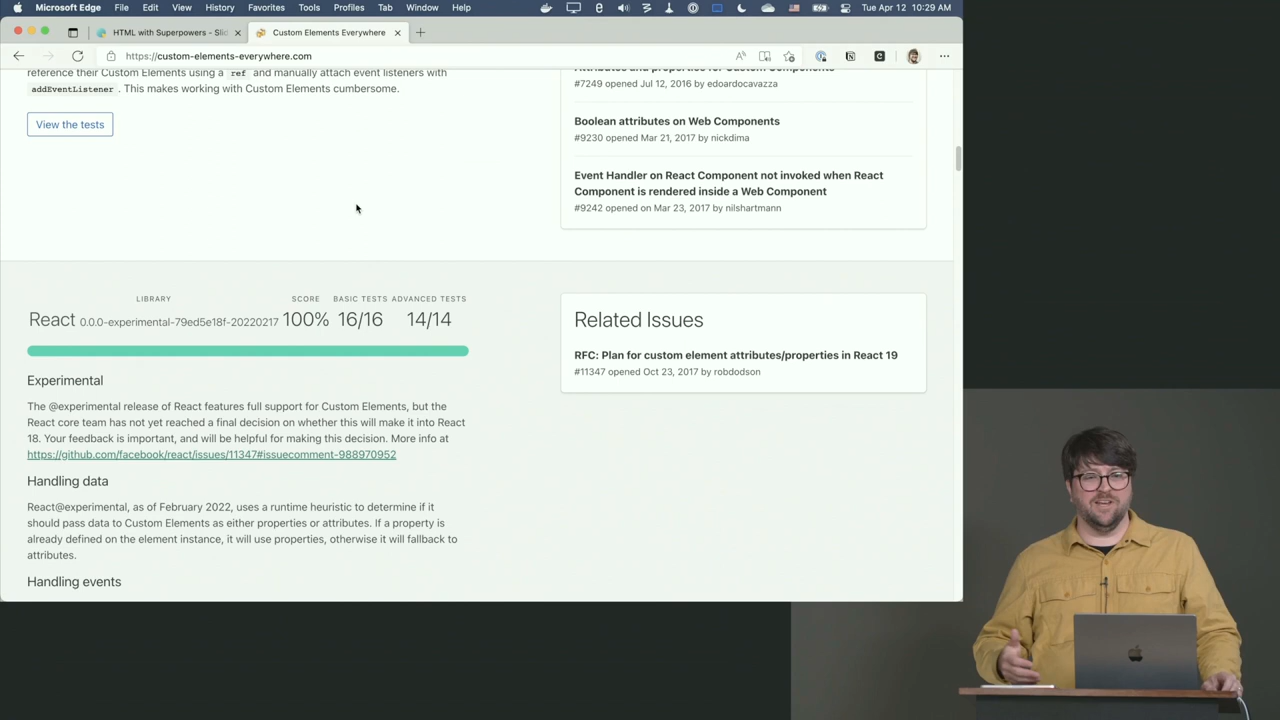 Microsoft Edge File Edit View History Favorites Tools Profiles Tab Window Help Tue Apr 12 10:29 AM
HTML with Superpowers - Slic
Custom Elements Everywhere
https://custom-elements-everywhere.com
reference their Custom Elements using a ref and manually attach event listeners with
addEventListener . This makes working with Custom Elements cumbersome.
View the tests
Attributes and properties for Custom Components
#7249 opened Jul 12, 2016 by edoardocavazza
Boolean attributes on Web Components
#9230 opened Mar 21, 2017 by nickdima
Event Handler on React Component not invoked when React
Component is rendered inside a Web Component
#9242 opened on Mar 23, 2017 by nilshartmann
LIBRARY SCORE BASIC TESTS ADVANCED TESTS
React 0.0.0-experimental-79ed5e18f-20220217 100% 16/16 14/14
Experimental
The @experimental release of React features full support for Custom Elements, but the
React core team has not yet reached a final decision on whether this will make it into React
18. Your feedback is important, and will be helpful for making this decision. More info at
https://github.com/facebook/react/issues/11347#issuecomment-988970952
Handling data
React@experimental, as of February 2022, uses a runtime heuristic to determine if it
should pass data to Custom Elements as either properties or attributes. If a property is
already defined on the element instance, it will use properties, otherwise it will fallback to
attributes.
Handling events
Related Issues
RFC: Plan for custom element attributes/properties in React 19
#11347 opened Oct 23, 2017 by robdodson